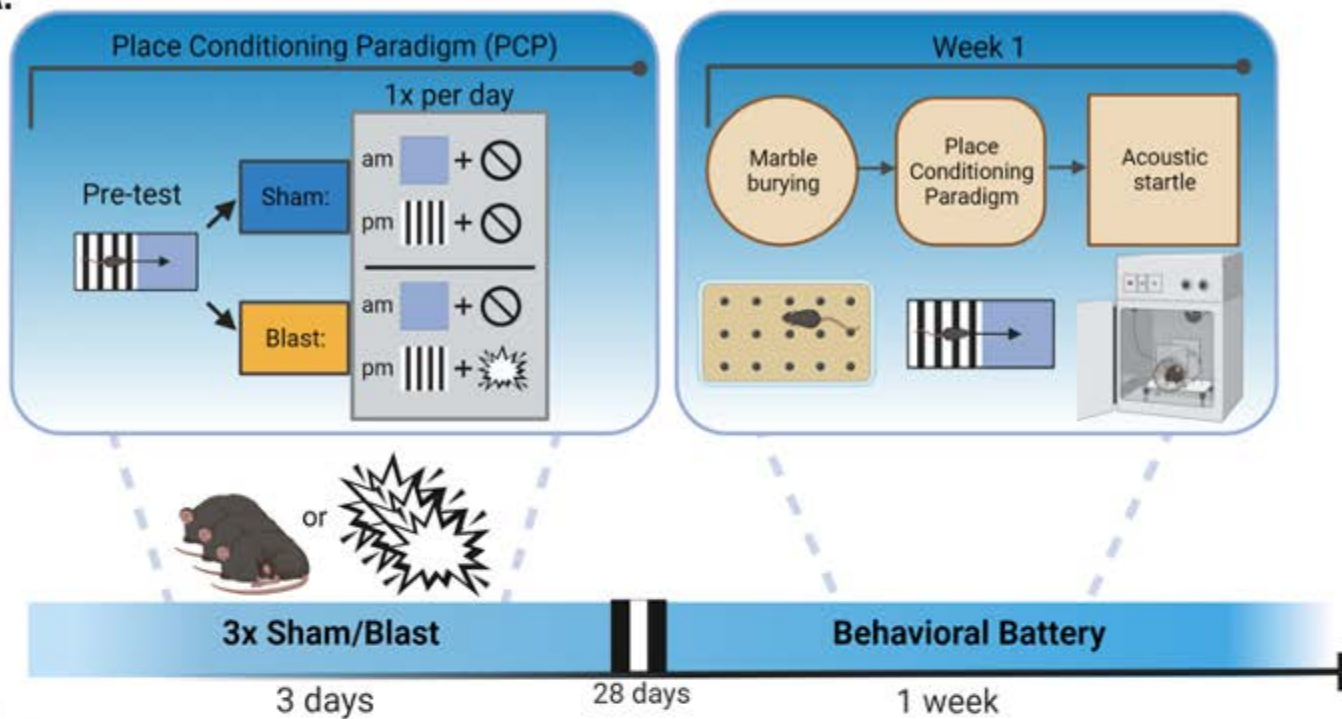 Place Conditioning Paradigm (PCP)
1x per day
Pre-test
Sham:
am
+
pm
+
Blast:
am
+
pm
+
Week 1
Marble
burying
Place
Conditioning
Paradigm
Acoustic
startle
or
3x Sham/Blast
Behavioral Battery
3 days
28 days
1 week